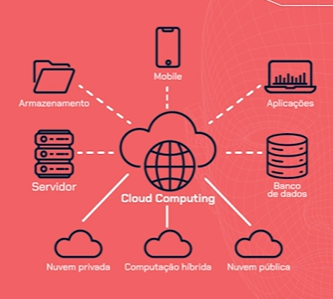 Mobile
Armazenamento
Aplicações
Servidor
Cloud Computing
Banco
de dados
Nuvem privada
Computação híbrida
Nuvem pública